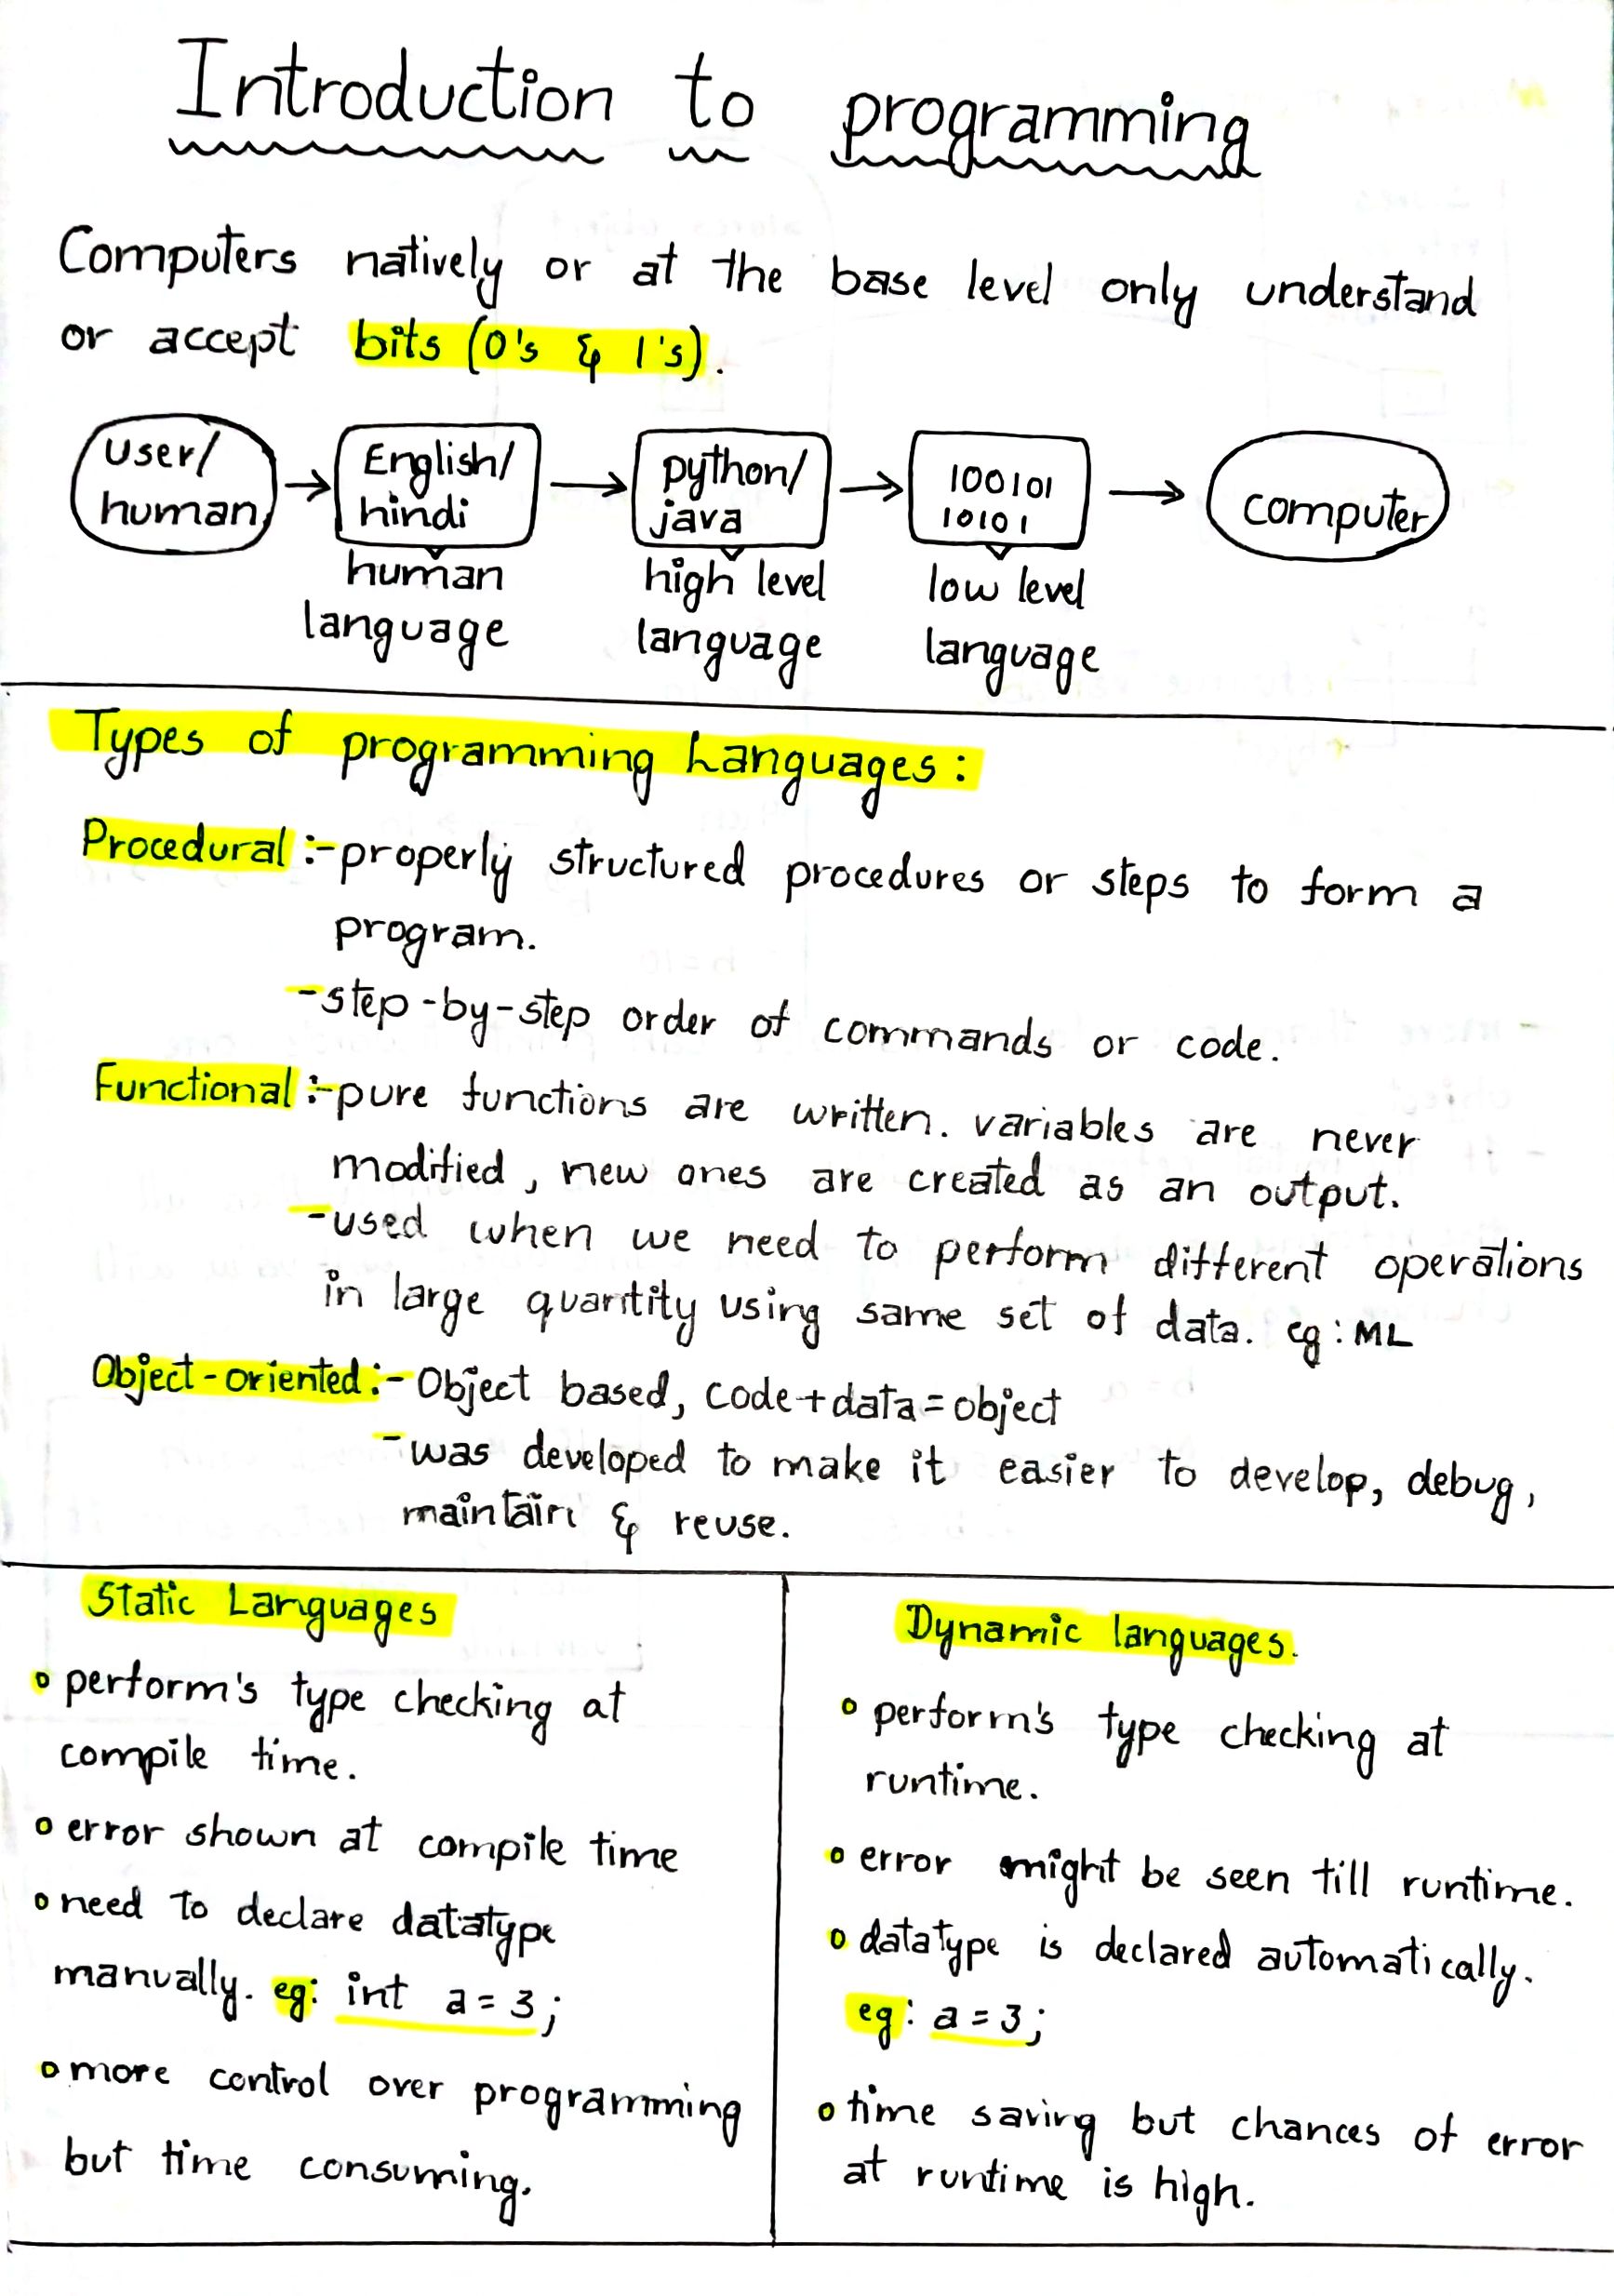 Introduction to programming
Computers natively or at the base level only understand
or accept bits (0's & 1's).
user/
human
English/
hindi
human
language
python/
java
high level
language
100101
10101
low level
language
computer
Types of programming Languages:
Procedural :- properly structured procedures or steps to form a
program.
- step-by-step order of commands or code.
Functional :- pure functions are written. variables are never
modified, new ones are created as an output.
- used when we need to perform different operations
in large quantity using same set of data. eg: ML
Object-oriented :- Object based, code+data=object
- was developed to make it easier to develop, debug,
maintain & reuse.
Static Languages
perform's type checking at
compile time.
error shown at compile time
need to declare datatype
manually. eg: int a = 3;
more control over programming
but time consuming.
Dynamic languages.
perform's type checking at
runtime.
error might be seen till runtime.
datatype is declared automatically.
eg: a = 3;
time saving but chances of error
at runtime is high.